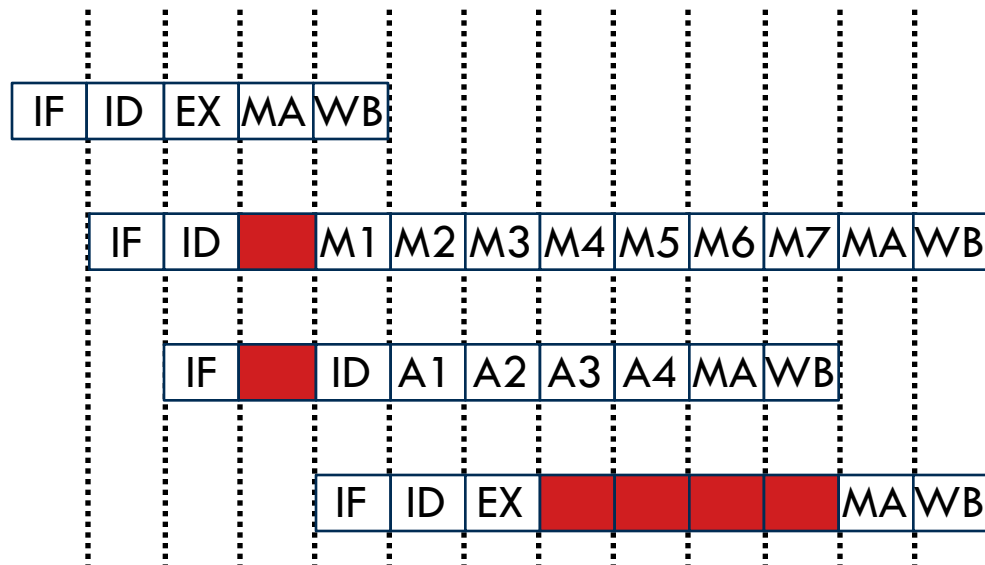 IF ID EX MA WB
IF ID M1 M2 M3 M4 M5 M6 M7 MA WB
IF ID A1 A2 A3 A4 MA WB
IF ID EX MA WB